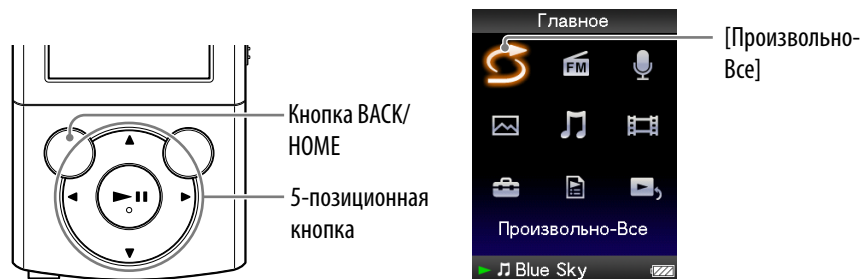 Кнопка BACK/
HOME
5-позиционная
кнопка
Главное
FM
Произвольно-Все
Blue Sky
[Произвольно-
Все]